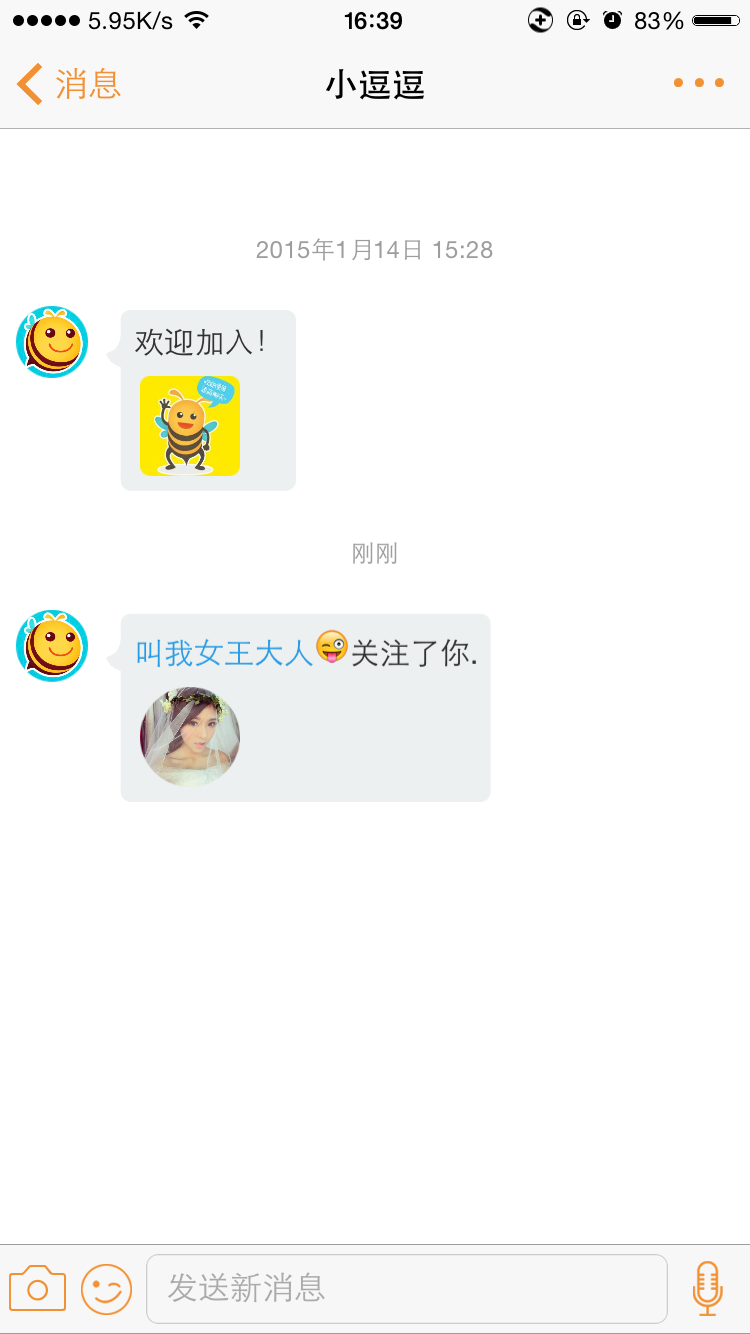 5.95K/s 16:39 83%
消息 小逗逗
2015年1月14日 15:28
欢迎加入!
刚刚
叫我女王大人😜关注了你.
发送新消息